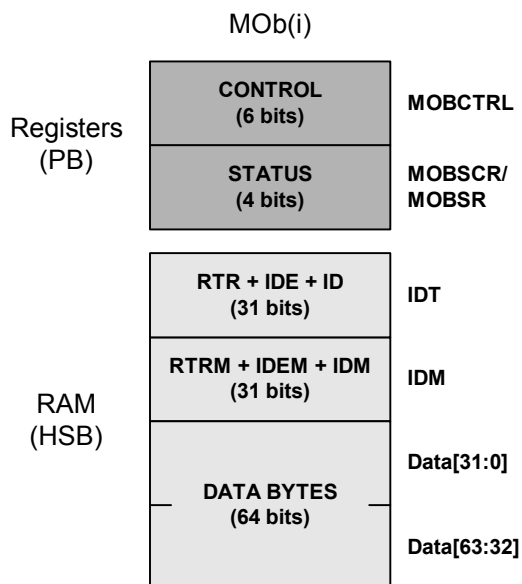 MOb(i)
Registers
(PB)
CONTROL
(6 bits)
MOBCTRL
STATUS
(4 bits)
MOBSCR/
MOBSR
RAM
(HSB)
RTR + IDE + ID
(31 bits)
IDT
RTRM + IDEM + IDM
(31 bits)
IDM
DATA BYTES
(64 bits)
Data[31:0]
Data[63:32]